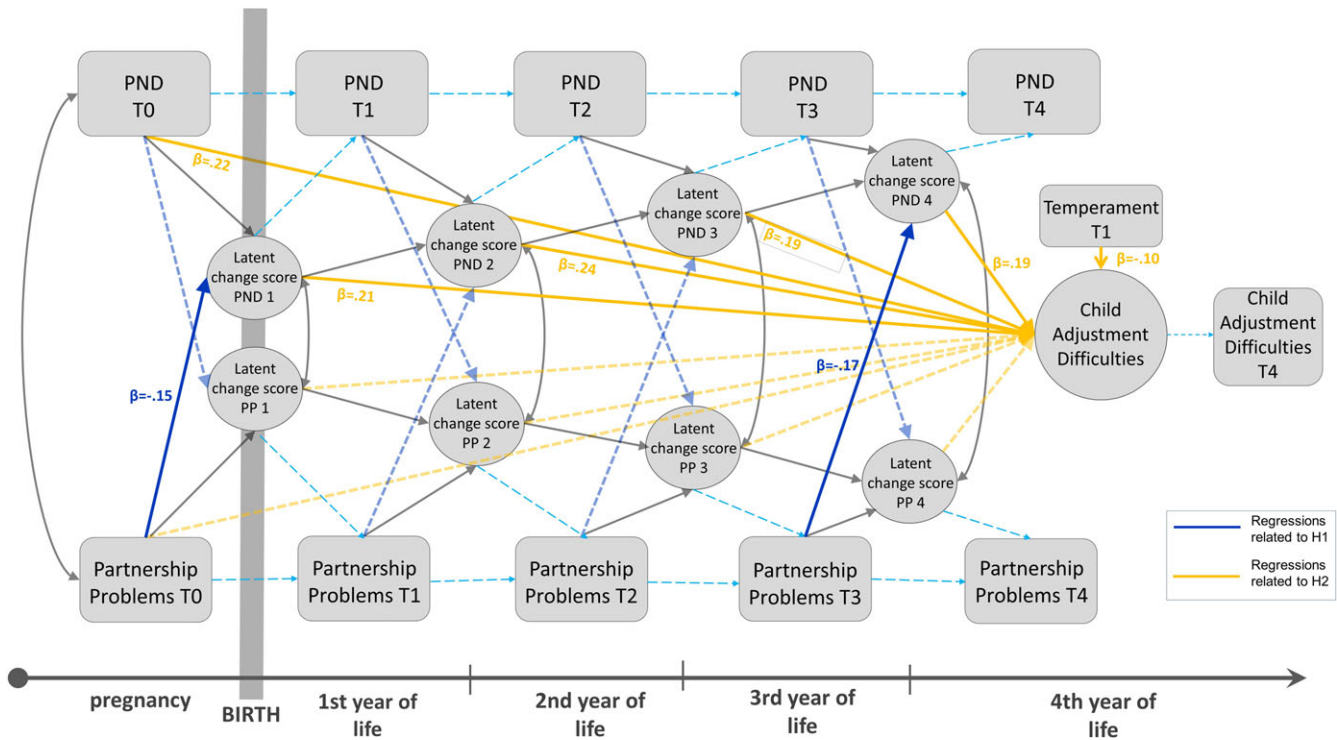 PND
T0
PND
T1
PND
T2
PND
T3
PND
T4
β=.22
Latent
change score
PND 1
Latent
change score
PND 2
Latent
change score
PND 3
Latent
change score
PND 4
Temperament
T1
β=-.10
β=.21
β=.24
β=.19
β=.19
Child
Adjustment
Difficulties
Child
Adjustment
Difficulties
T4
β=-.15
β=-.17
Latent
change score
PP 1
Latent
change score
PP 2
Latent
change score
PP 3
Latent
change score
PP 4
Partnership
Problems T0
Partnership
Problems T1
Partnership
Problems T2
Partnership
Problems T3
Partnership
Problems T4
Regressions
related to H1
Regressions
related to H2
pregnancy
BIRTH
1st year of
life
2nd year of
life
3rd year of
life
4th year of
life